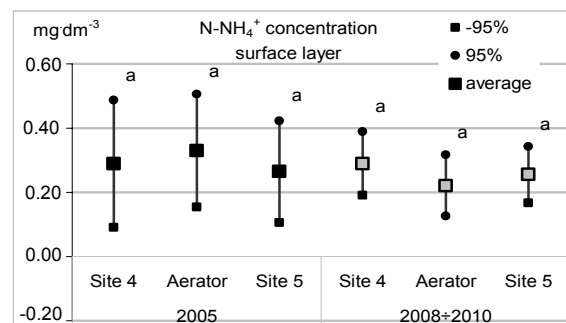 mg·dm⁻³ N-NH₄⁺ concentration ■ -95%
surface layer ● 95%
■ average
0.60
a a a a a a
0.40
0.20
0.00
Site 4 Aerator Site 5 Site 4 Aerator Site 5
-0.20 2005 2008÷2010